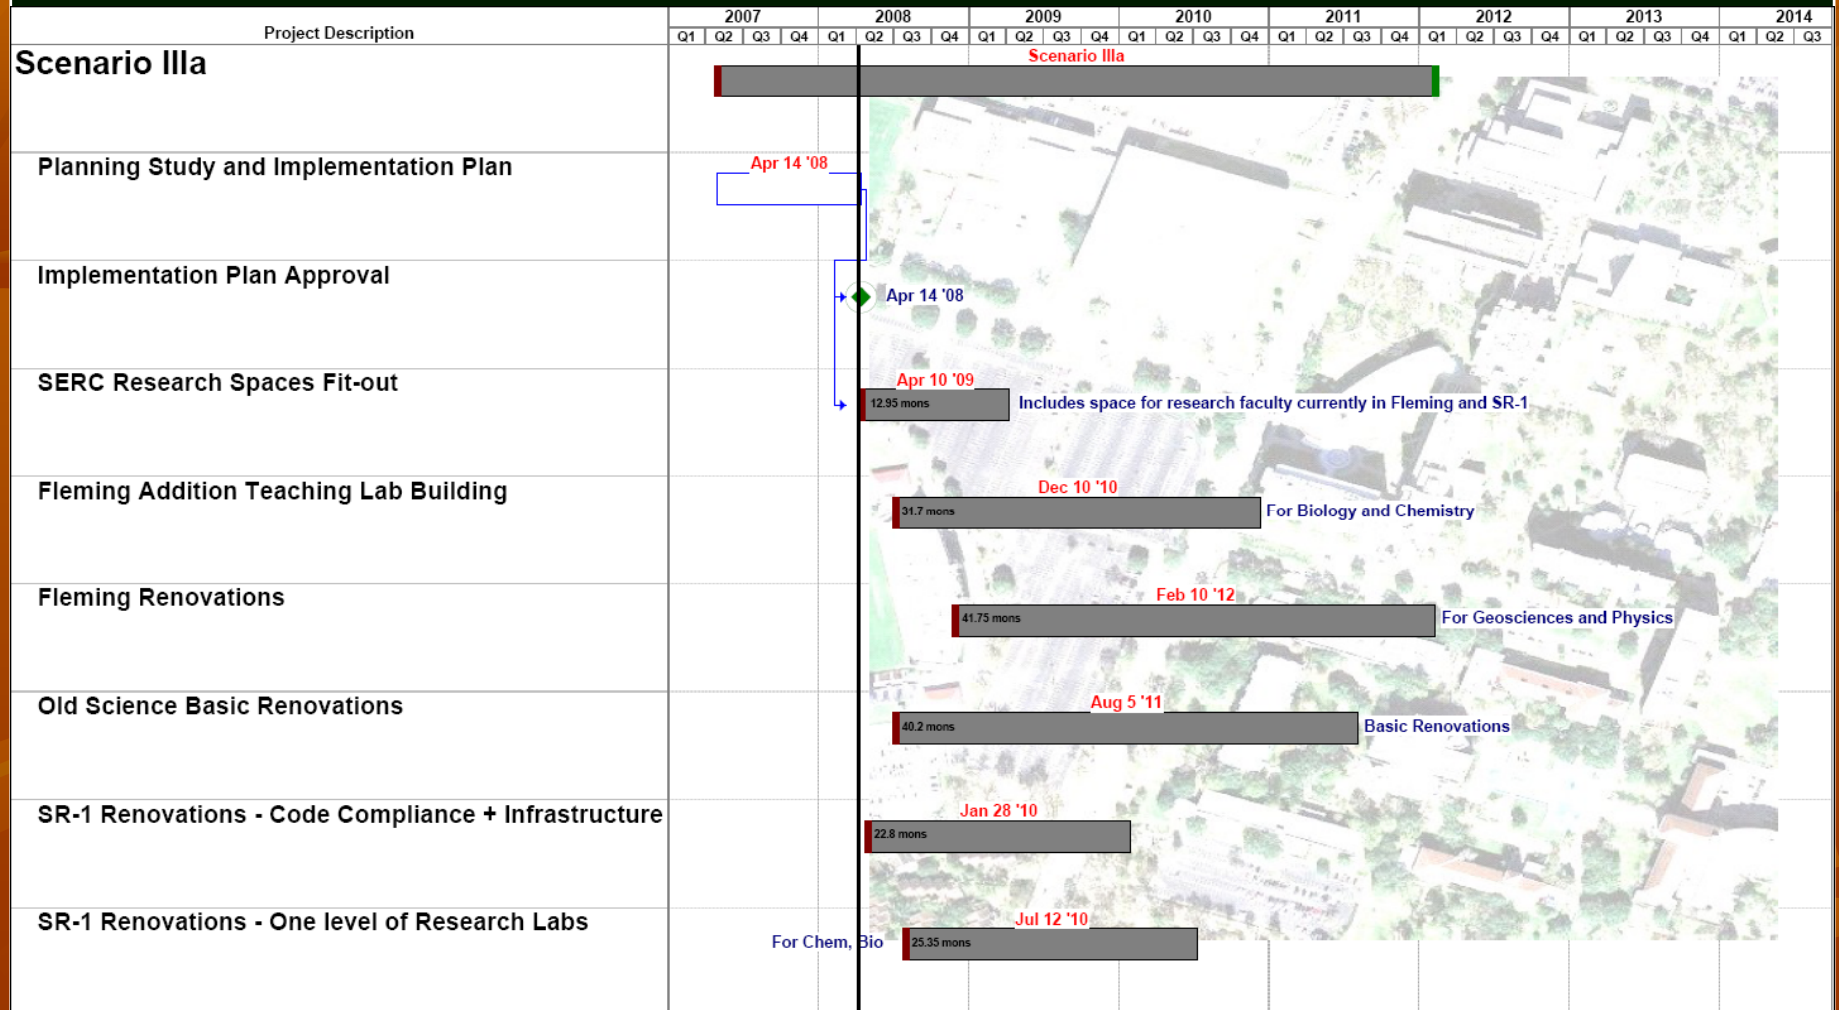 Project Description
2007 2008 2009 2010 2011 2012 2013 2014
Q1 Q2 Q3 Q4 Q1 Q2 Q3 Q4 Q1 Q2 Q3 Q4 Q1 Q2 Q3 Q4 Q1 Q2 Q3 Q4 Q1 Q2 Q3 Q4 Q1 Q2 Q3 Q4 Q1 Q2 Q3
Scenario IIIa
Scenario IIIa
Planning Study and Implementation Plan
Apr 14 '08
Implementation Plan Approval
Apr 14 '08
SERC Research Spaces Fit-out
Apr 10 '09
12.95 mons
Includes space for research faculty currently in Fleming and SR-1
Fleming Addition Teaching Lab Building
Dec 10 '10
31.7 mons
For Biology and Chemistry
Fleming Renovations
Feb 10 '12
41.75 mons
For Geosciences and Physics
Old Science Basic Renovations
Aug 5 '11
40.2 mons
Basic Renovations
SR-1 Renovations - Code Compliance + Infrastructure
Jan 28 '10
22.8 mons
SR-1 Renovations - One level of Research Labs
Jul 12 '10
For Chem, Bio
25.35 mons